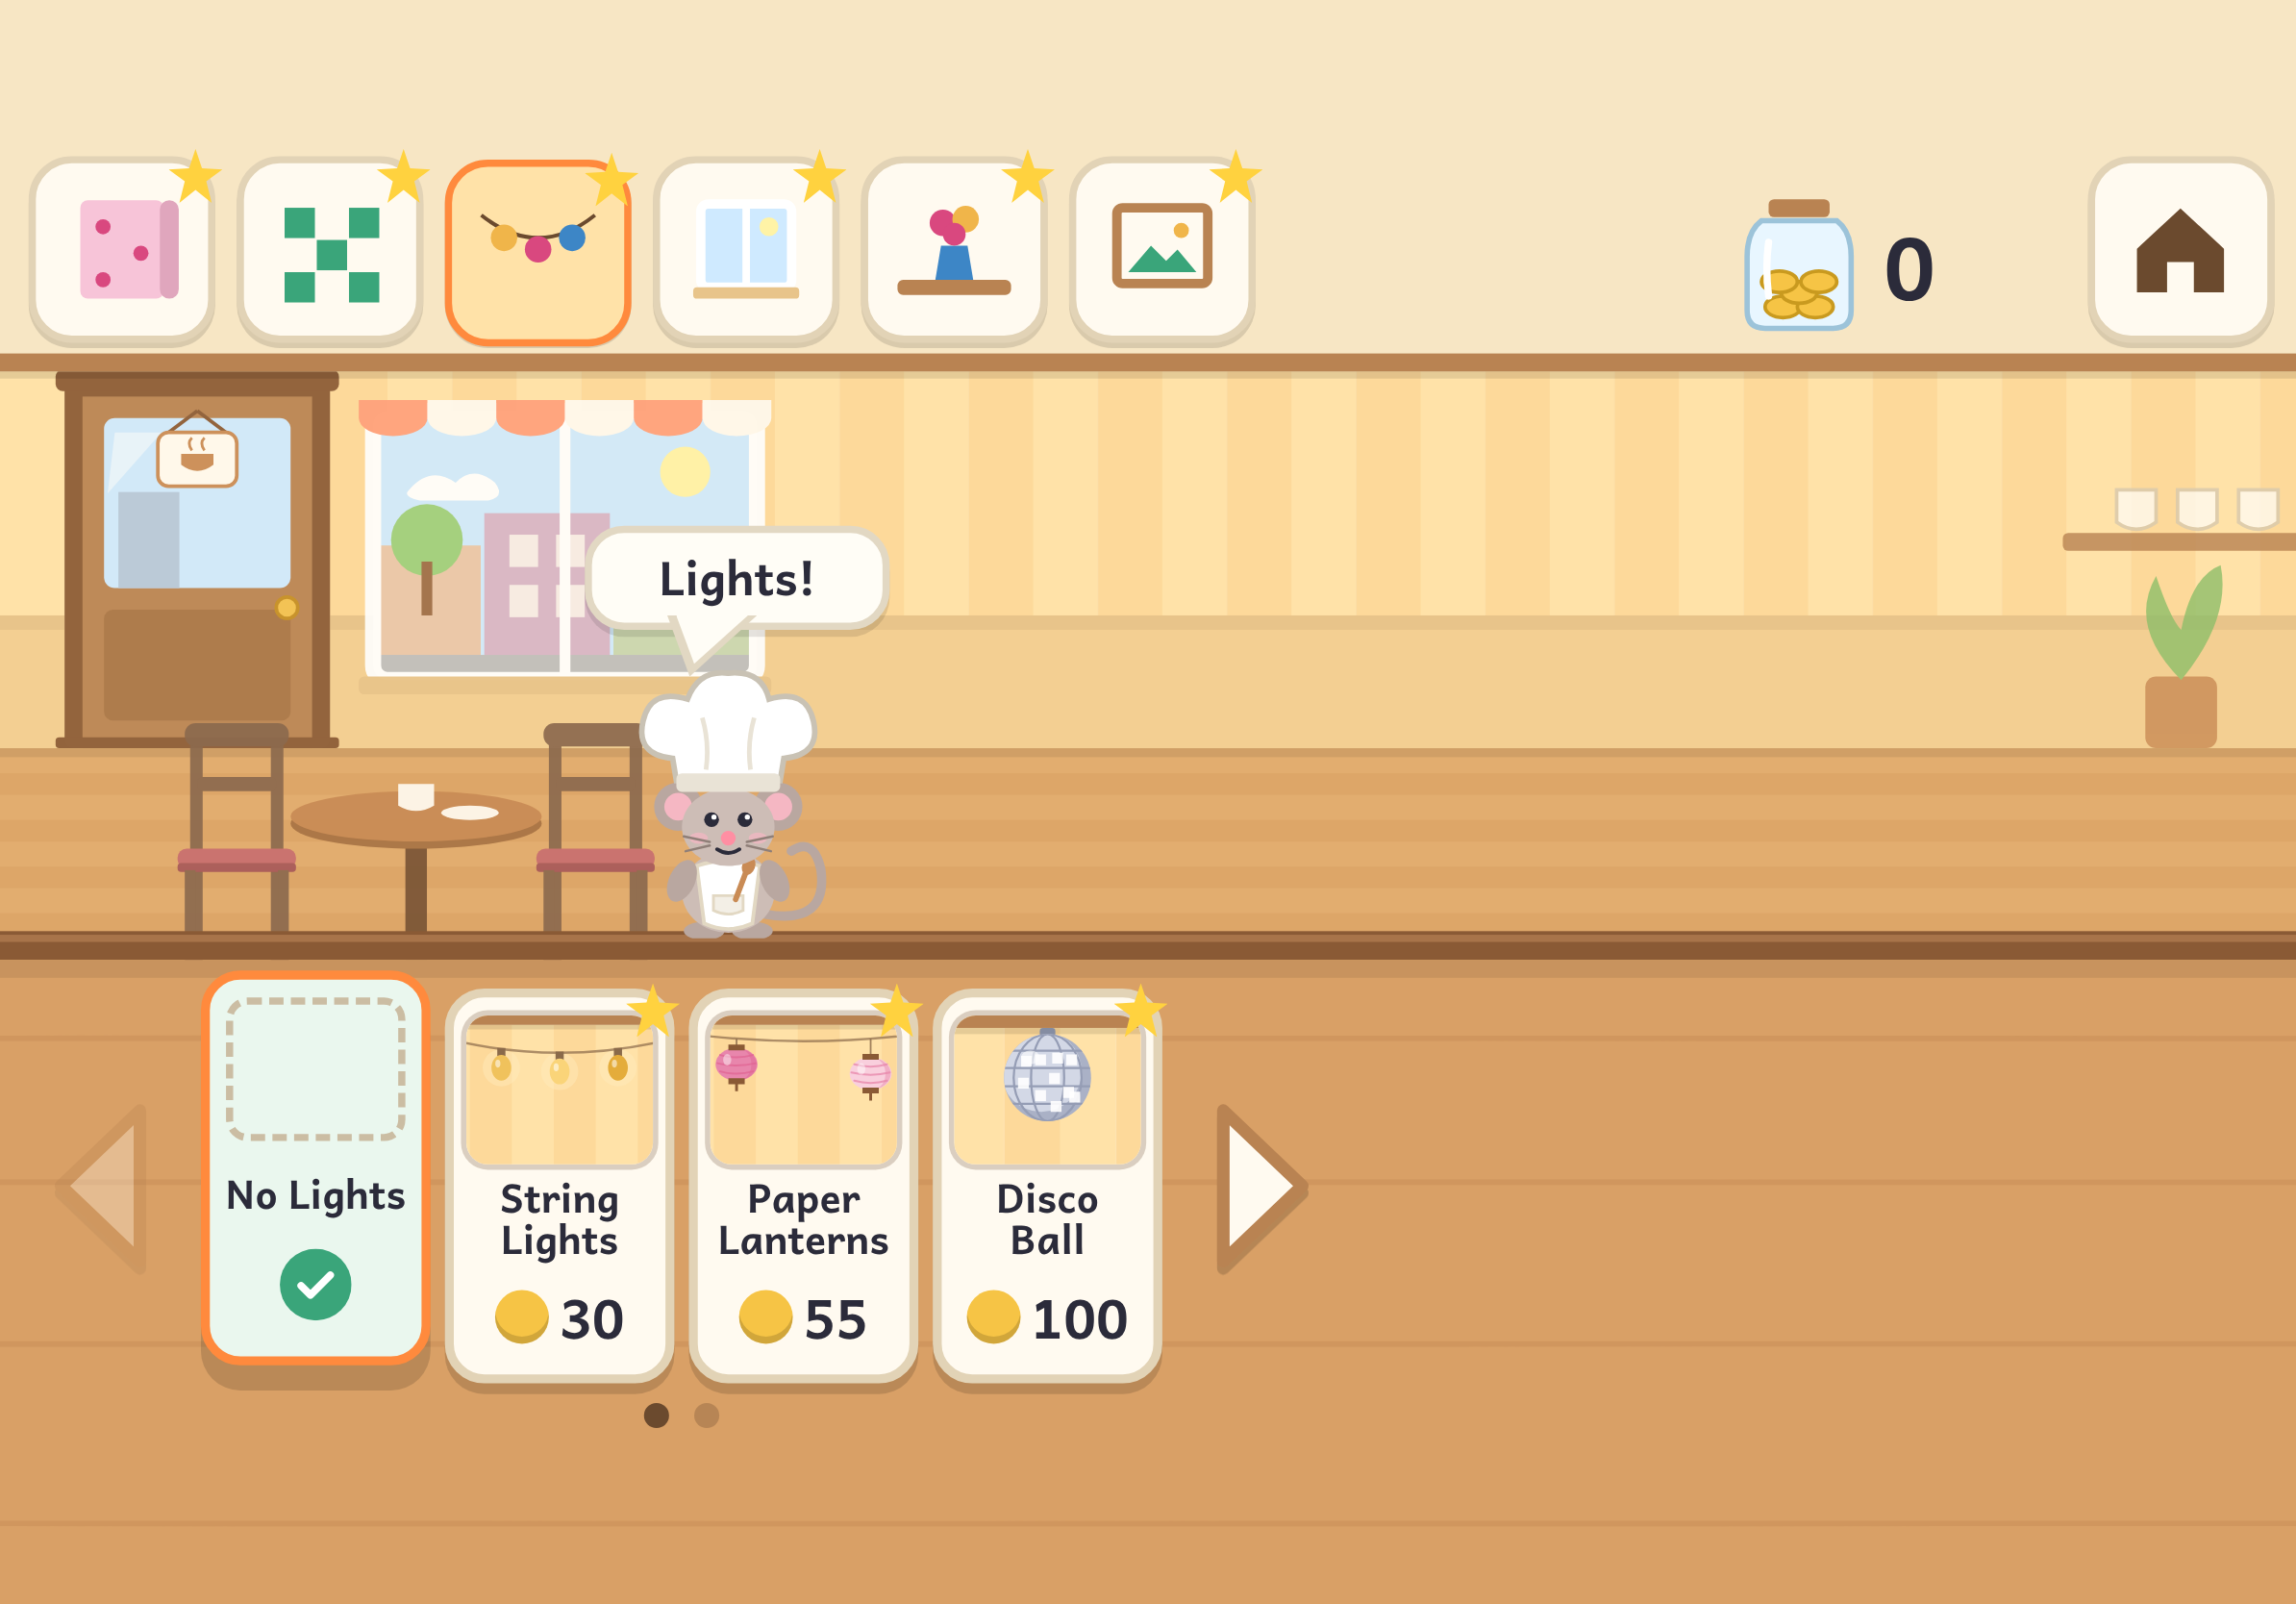 0
Lights!
No Lights
String
Lights
30
Paper
Lanterns
55
Disco
Ball
100